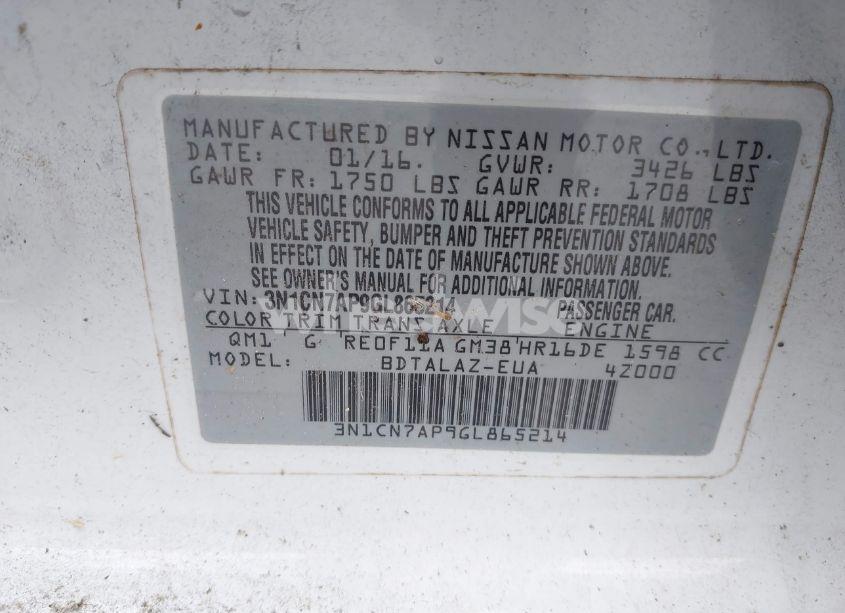 MANUFACTURED BY NISSAN MOTOR CO., LTD.
DATE: 01/16. GVWR: 3426 LBS
GAWR FR: 1750 LBS GAWR RR: 1708 LBS
THIS VEHICLE CONFORMS TO ALL APPLICABLE FEDERAL MOTOR
VEHICLE SAFETY, BUMPER AND THEFT PREVENTION STANDARDS
IN EFFECT ON THE DATE OF MANUFACTURE SHOWN ABOVE.
SEE OWNER'S MANUAL FOR ADDITIONAL INFORMATION.
VIN: 3N1CN7AP9GL865214 PASSENGER CAR.
COLOR TRIM TRANS AXLE ENGINE
QM1 G RE0F11A GM38 HR16DE 1598 CC
MODEL: BDTALAZ-EUA 4Z000
3N1CN7AP9GL865214